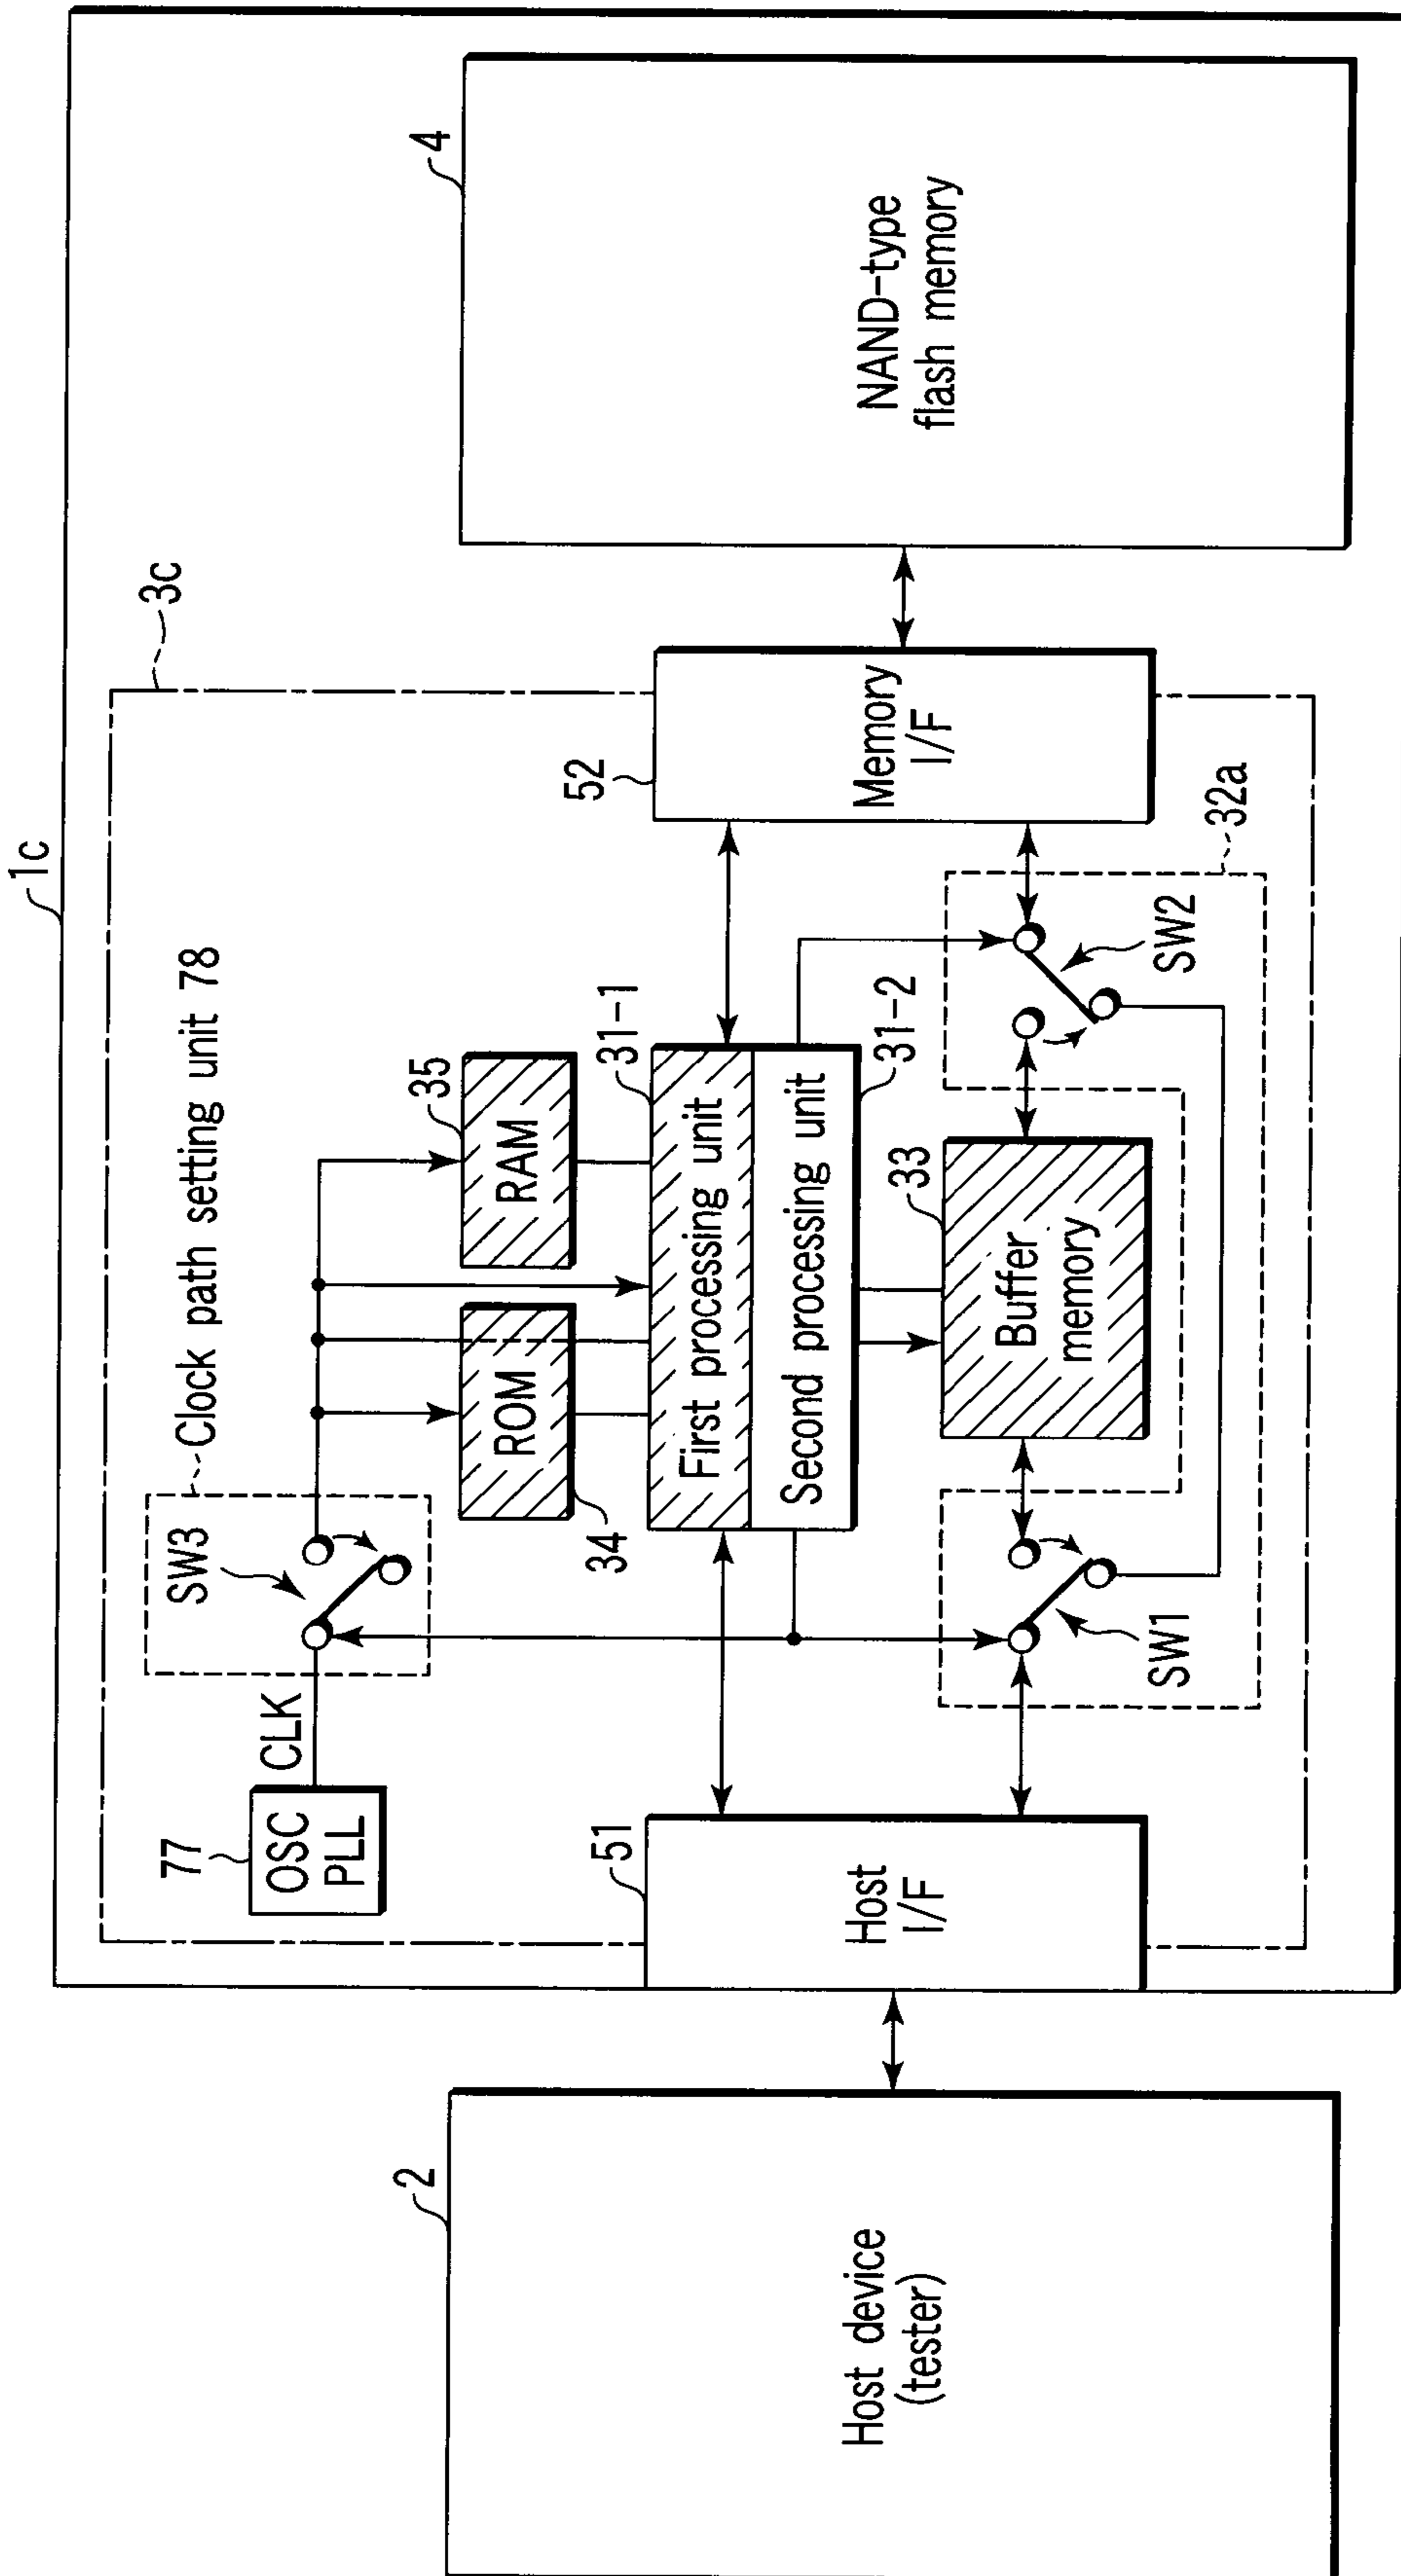 1c
3c
Clock path setting unit 78
SW3
CLK
77
OSC
PLL
35
RAM
ROM
34
31-1
First processing unit
Second processing unit
31-2
33
Buffer
memory
SW1
SW2
32a
51
Host
I/F
52
Memory
I/F
4
NAND-type
flash memory
2
Host device
(tester)